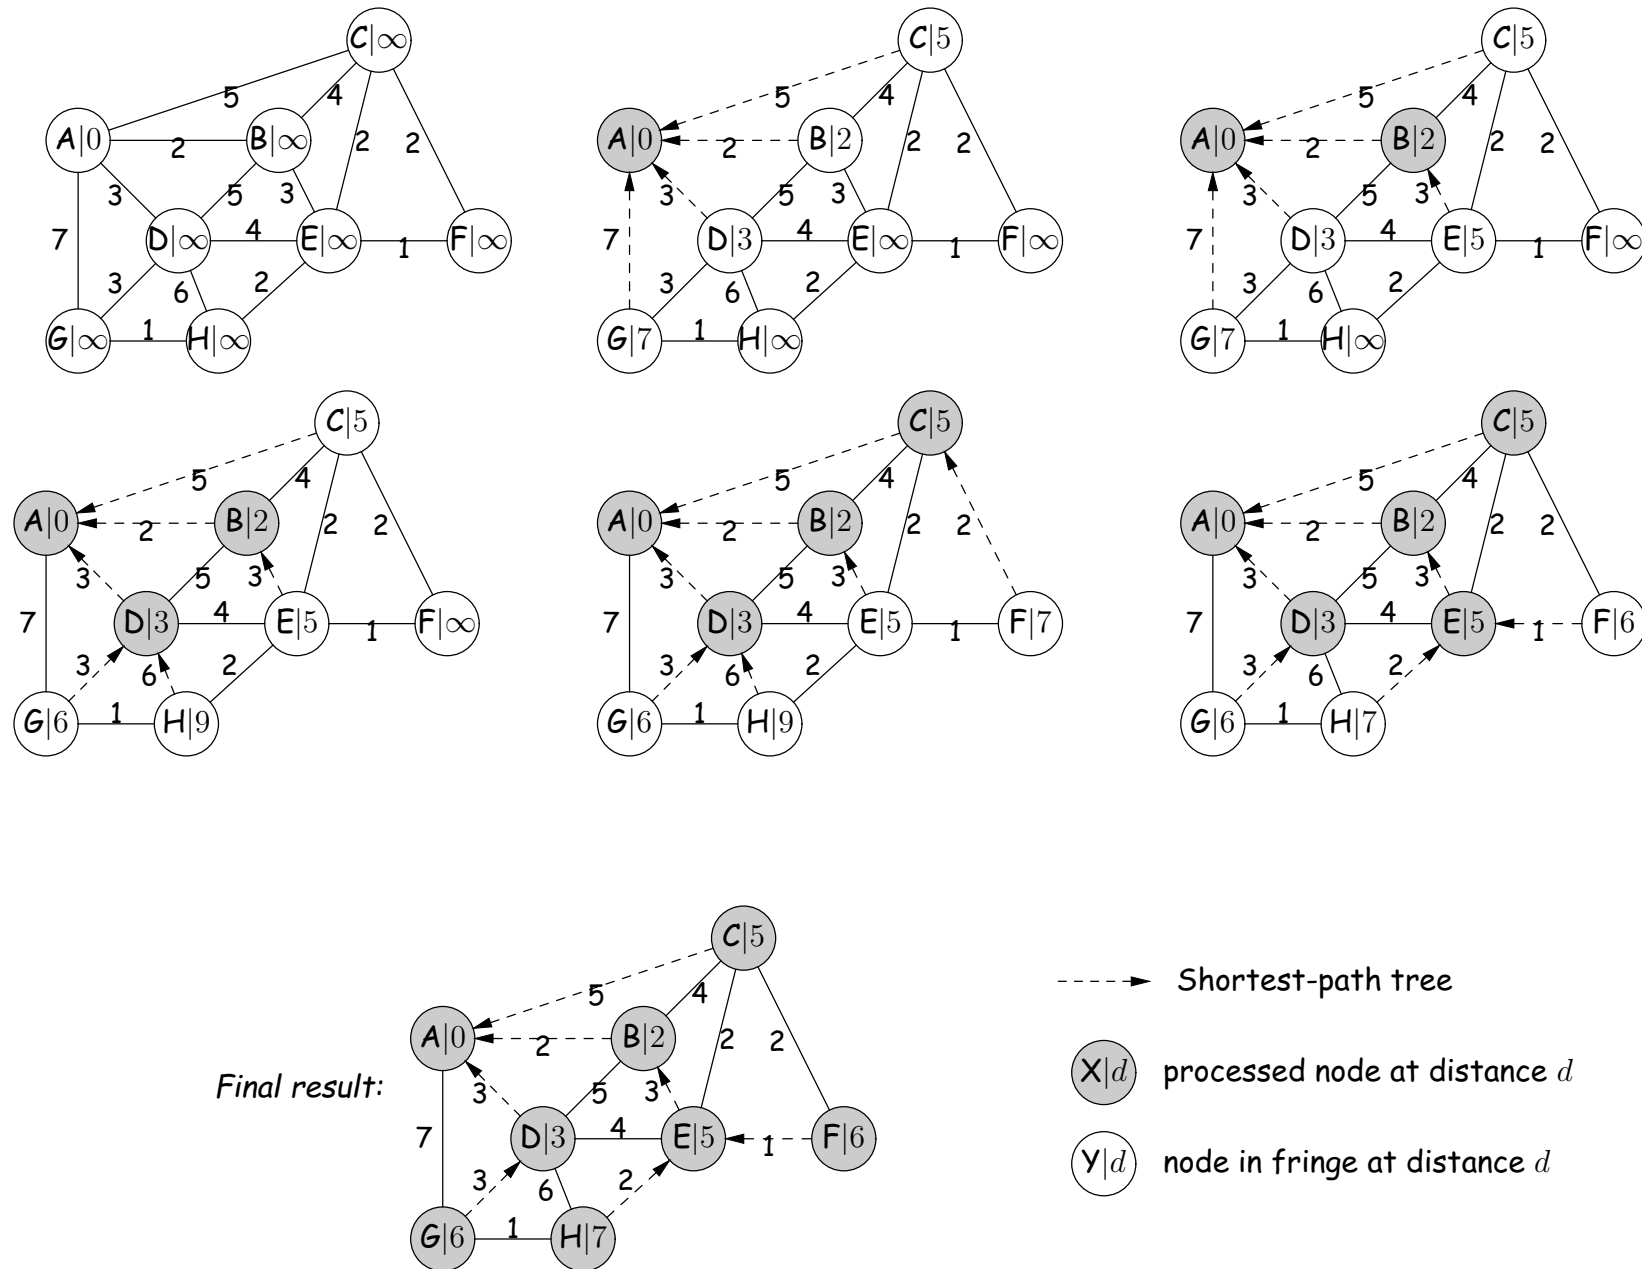 C|∞
5
4
A|0
2
B|∞
2
2
3
5
3
7
D|∞
4
E|∞
1
F|∞
3
6
2
G|∞
1
H|∞
C|5
5
4
A|0
2
B|2
2
2
3
5
3
7
D|3
4
E|∞
1
F|∞
3
6
2
G|7
1
H|∞
C|5
5
4
A|0
2
B|2
2
2
3
5
3
7
D|3
4
E|5
1
F|∞
3
6
2
G|7
1
H|∞
C|5
5
4
A|0
2
B|2
2
2
3
5
3
7
D|3
4
E|5
1
F|∞
3
6
2
G|6
1
H|9
C|5
5
4
A|0
2
B|2
2
2
3
5
3
7
D|3
4
E|5
1
F|7
3
6
2
G|6
1
H|9
C|5
5
4
A|0
2
B|2
2
2
3
5
3
7
D|3
4
E|5
1
F|6
3
6
2
G|6
1
H|7
Final result:
C|5
5
4
A|0
2
B|2
2
2
3
5
3
7
D|3
4
E|5
1
F|6
3
6
2
G|6
1
H|7
Shortest-path tree
X|d processed node at distance d
Y|d node in fringe at distance d